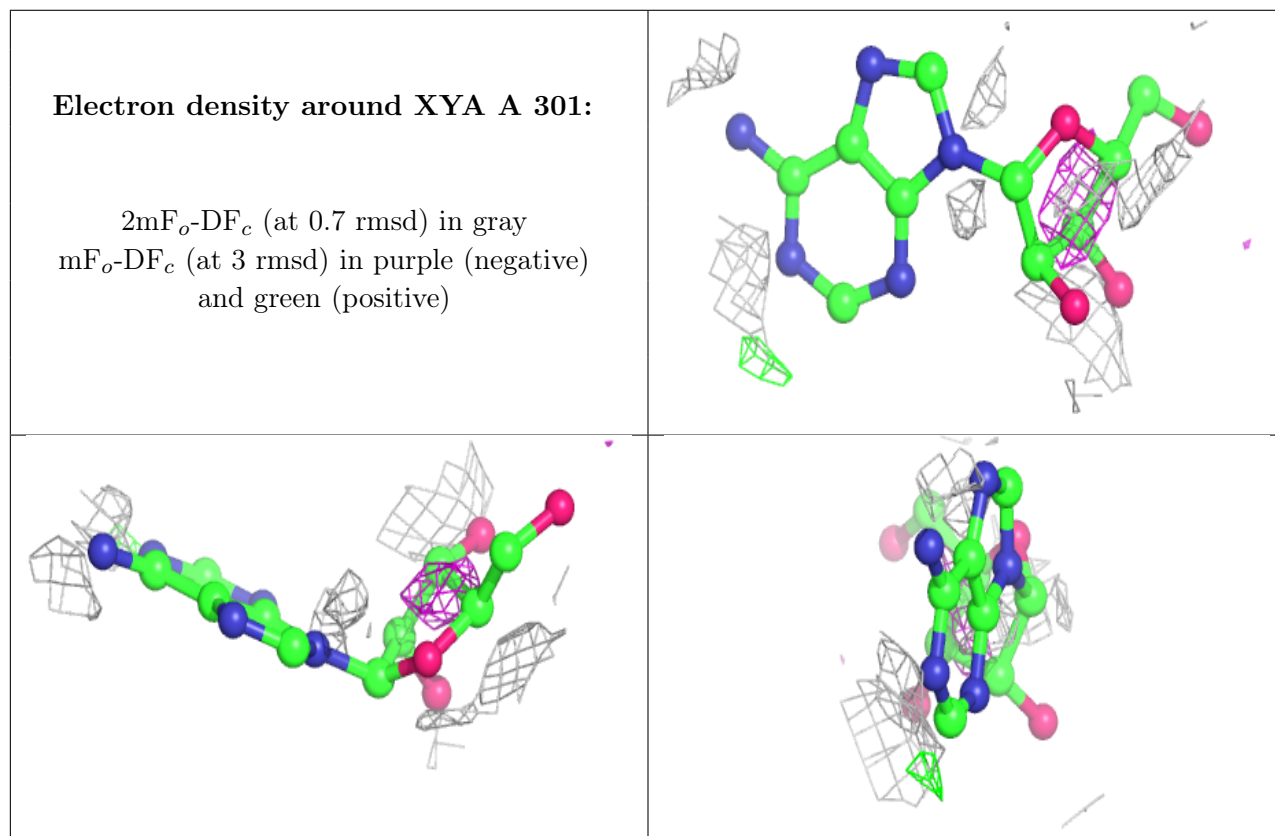 Electron density around XYA A 301:
2mFₒ-DF𝒸 (at 0.7 rmsd) in gray
mFₒ-DF𝒸 (at 3 rmsd) in purple (negative)
and green (positive)